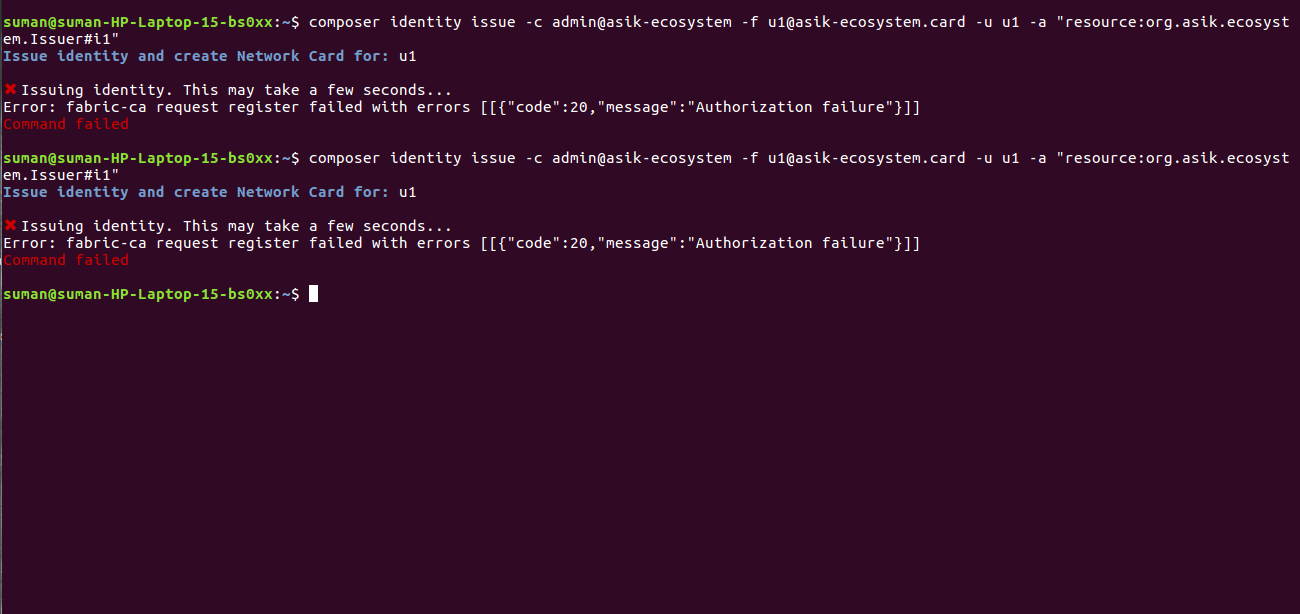 suman@suman-HP-Laptop-15-bs0xx:~$ composer identity issue -c admin@asik-ecosystem -f u1@asik-ecosystem.card -u u1 -a "resource:org.asik.ecosyst
em.Issuer#i1"
Issue identity and create Network Card for: u1
✖ Issuing identity. This may take a few seconds...
Error: fabric-ca request register failed with errors [[{"code":20,"message":"Authorization failure"}]]
Command failed
suman@suman-HP-Laptop-15-bs0xx:~$ composer identity issue -c admin@asik-ecosystem -f u1@asik-ecosystem.card -u u1 -a "resource:org.asik.ecosyst
em.Issuer#i1"
Issue identity and create Network Card for: u1
✖ Issuing identity. This may take a few seconds...
Error: fabric-ca request register failed with errors [[{"code":20,"message":"Authorization failure"}]]
Command failed
suman@suman-HP-Laptop-15-bs0xx:~$